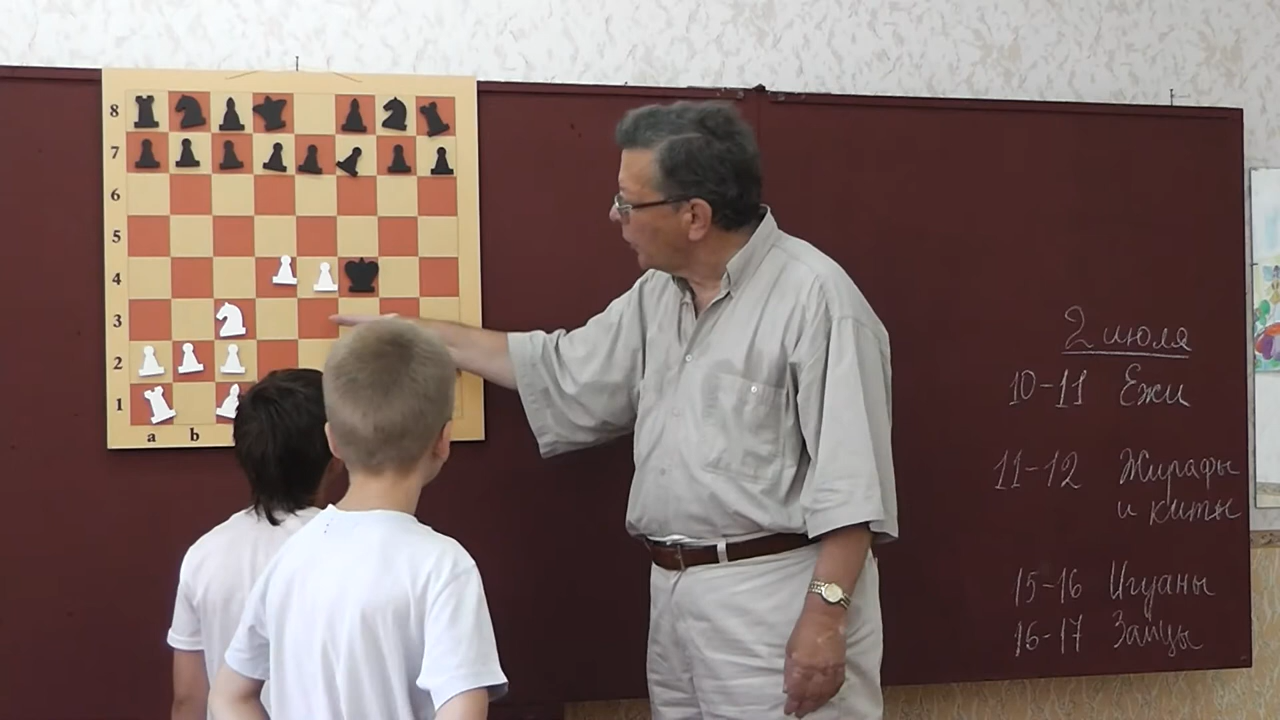 8
7
6
5
4
3
2
1
a b
2 июля
10-11 Ежи
11-12 Жирафы
и киты
15-16 Игуаны
16-17 Зайцы